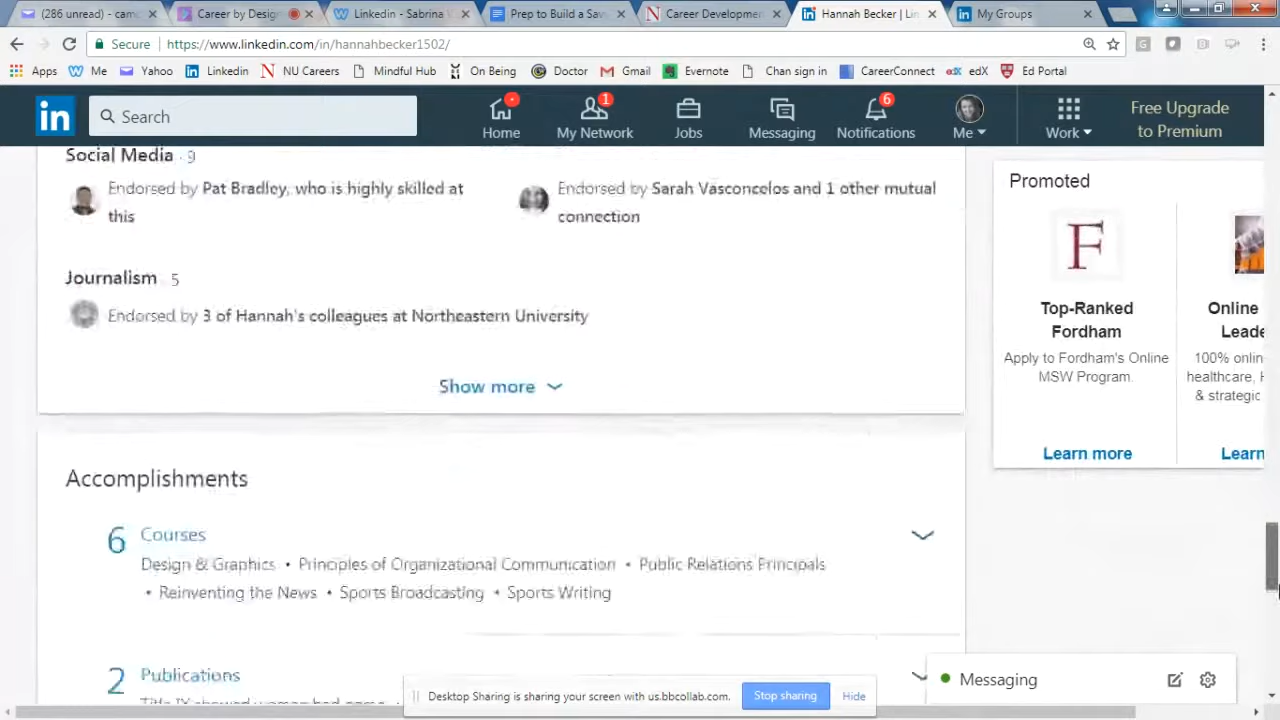 (286 unread) - camo
Career by Desig
Linkedin - Sabrina V
Prep to Build a Sav
Career Developmen
Hannah Becker | Lin
My Groups
Secure
https://www.linkedin.com/in/hannahbecker1502/
Apps
Me
Yahoo
Linkedin
NU Careers
Mindful Hub
On Being
Doctor
Gmail
Evernote
Chan sign in
CareerConnect
edX
Ed Portal
in
Search
Home
1
My Network
Jobs
Messaging
6
Notifications
Me
Work
Free Upgrade
to Premium
Social Media · 9
Endorsed by Pat Bradley, who is highly skilled at
this
Endorsed by Sarah Vasconcelos and 1 other mutual
connection
Journalism · 5
Endorsed by 3 of Hannah's colleagues at Northeastern University
Show more
Promoted
F
Top-Ranked
Fordham
Apply to Fordham's Online
MSW Program.
Learn more
Online
Leade
100% onlin
healthcare, H
& strategic
Learn
Accomplishments
6 Courses
Design & Graphics • Principles of Organizational Communication • Public Relations Principals
• Reinventing the News • Sports Broadcasting • Sports Writing
2 Publications
Messaging
Desktop Sharing is sharing your screen with us.bbcollab.com.
Stop sharing
Hide